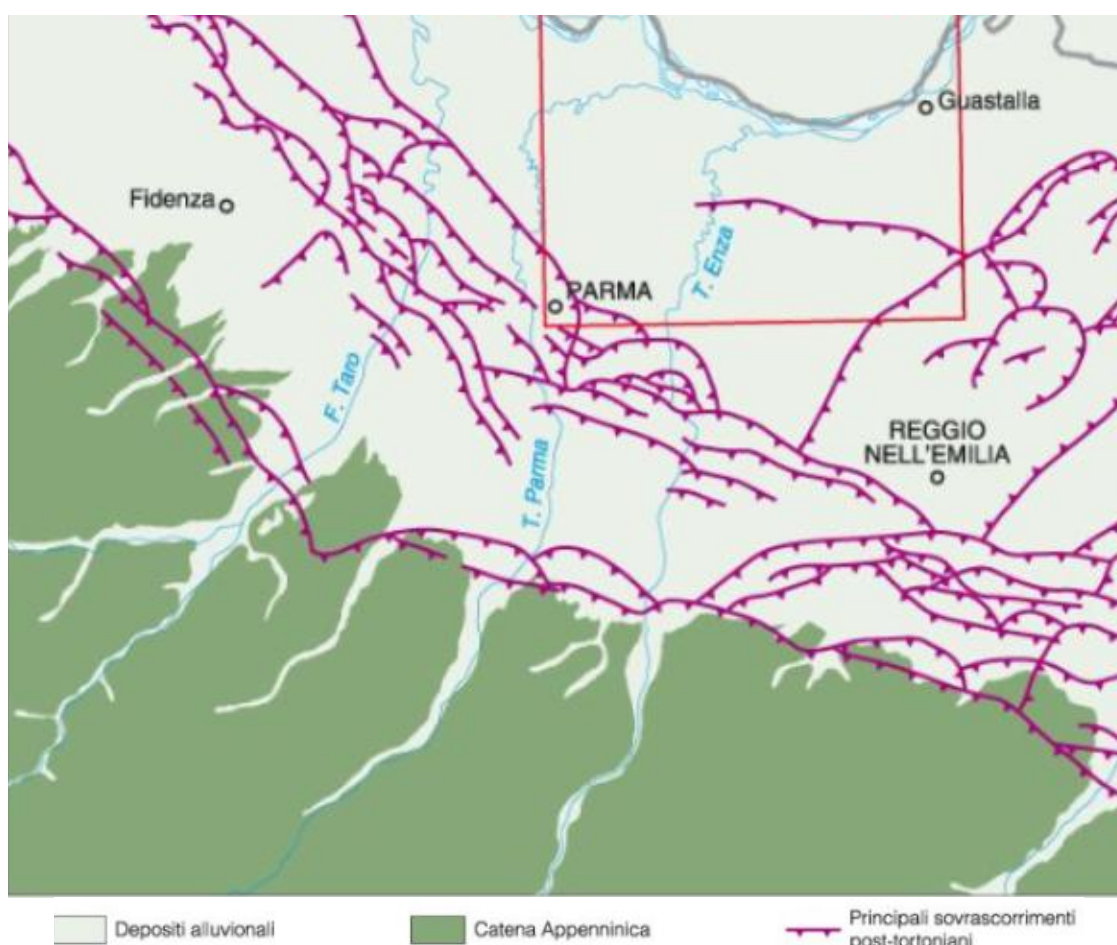 Guastalla
Fidenza
T. Enza
PARMA
F. Taro
REGGIO
NELL'EMILIA
T. Parma
Depositi alluvionali
Catena Appenninica
Principali sovrascorrimenti
post-tortoniani